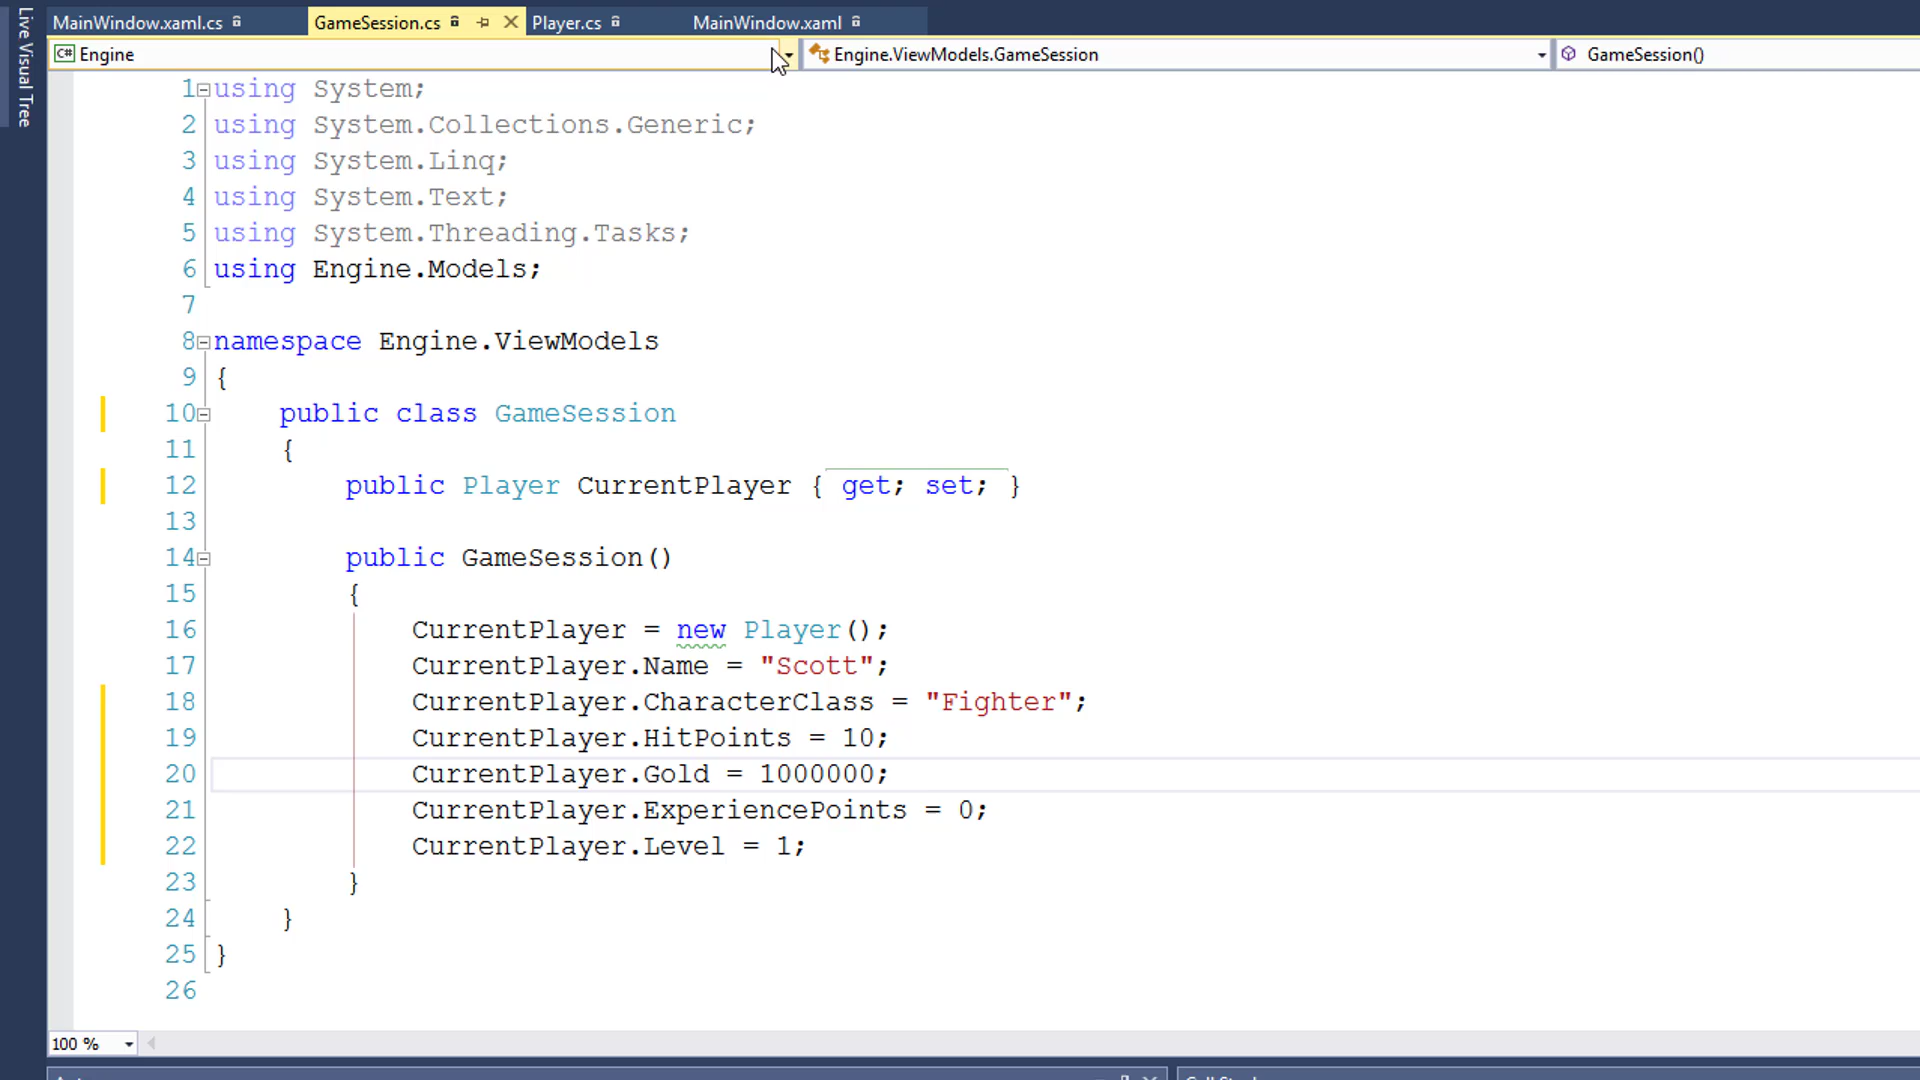 Live Visual Tree
MainWindow.xaml.cs GameSession.cs Player.cs MainWindow.xaml
C# Engine Engine.ViewModels.GameSession GameSession()
1 using System;
2 using System.Collections.Generic;
3 using System.Linq;
4 using System.Text;
5 using System.Threading.Tasks;
6 using Engine.Models;
7
8 namespace Engine.ViewModels
9 {
10 public class GameSession
11 {
12 public Player CurrentPlayer { get; set; }
13
14 public GameSession()
15 {
16 CurrentPlayer = new Player();
17 CurrentPlayer.Name = "Scott";
18 CurrentPlayer.CharacterClass = "Fighter";
19 CurrentPlayer.HitPoints = 10;
20 CurrentPlayer.Gold = 1000000;
21 CurrentPlayer.ExperiencePoints = 0;
22 CurrentPlayer.Level = 1;
23 }
24 }
25 }
26
100 %